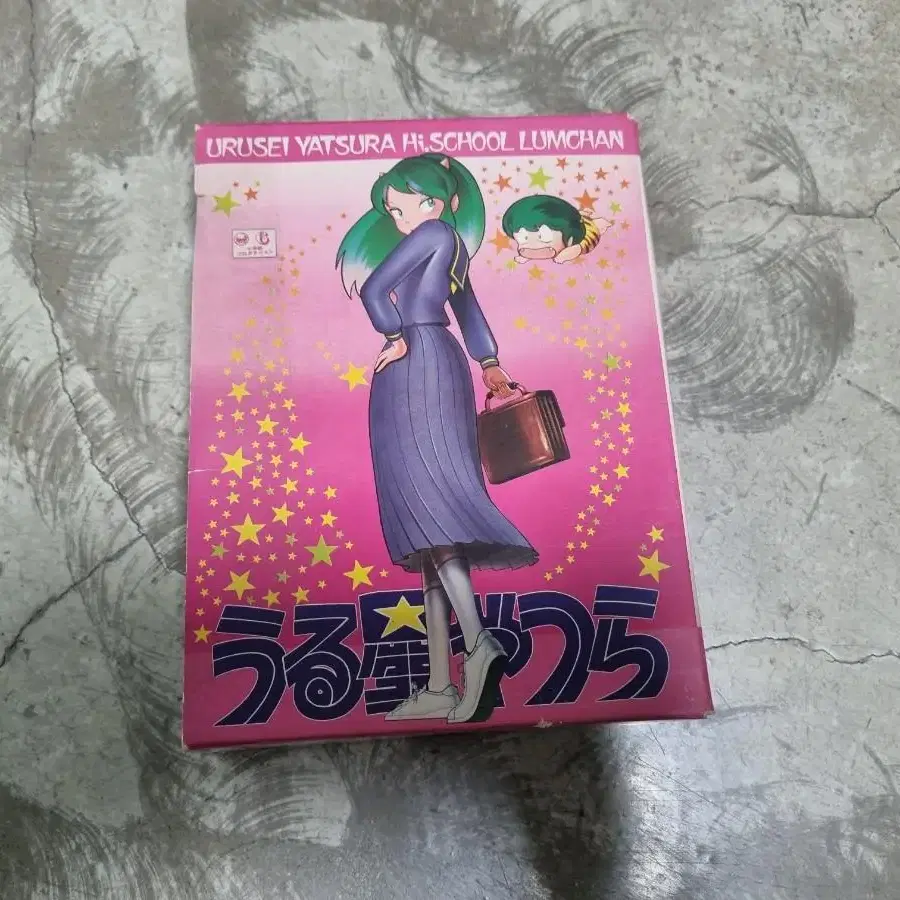 URUSEI YATSURA Hi.SCHOOL LUMCHAN
うる星やつら